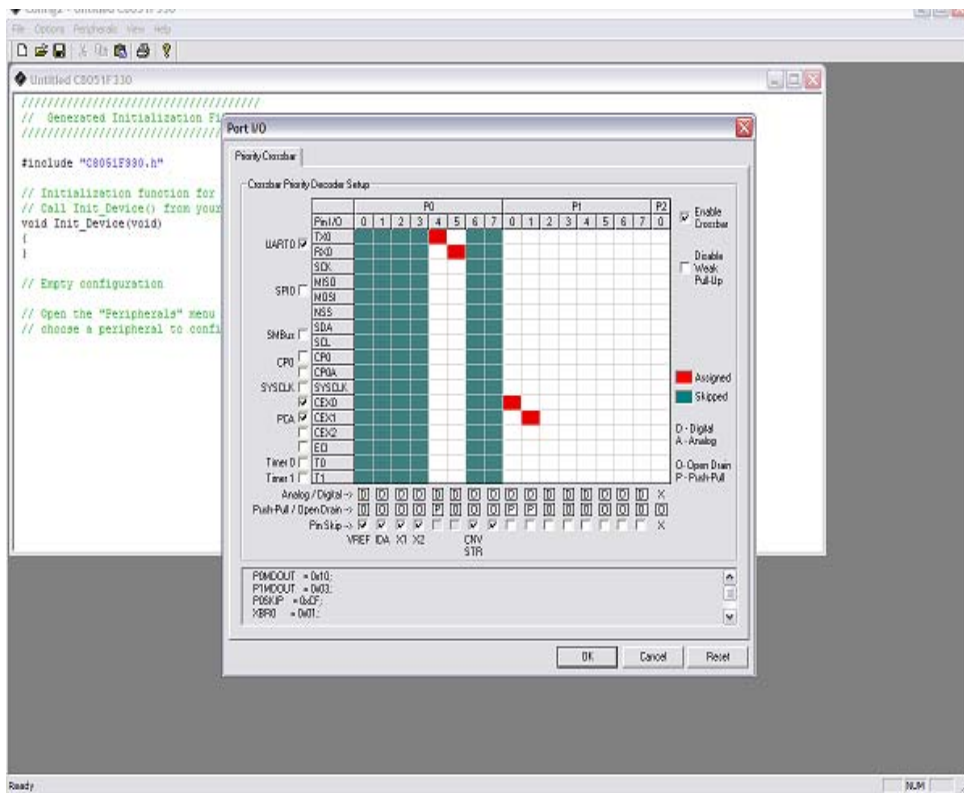 Config2 - Untitled C8051F330
File Options Peripherals View Help
Untitled C8051F330
/////////////////////////////////////
// Generated Initialization Fi
#include "C8051F330.h"
// Initialization function for
// Call Init_Device() from your
void Init_Device(void)
{
}
// Empty configuration
// Open the "Peripherals" menu
// choose a peripheral to confi
Port I/O
Priority Crossbar
Crossbar Priority Decoder Setup
P0 P1 P2
Pin I/O 0 1 2 3 4 5 6 7 0 1 2 3 4 5 6 7 0
UART0 TX0
RX0
SPI0 SCK
MISO
MOSI
NSS
SMBus SDA
SCL
CP0 CP0
CP0A
SYSCLK SYSCLK
PCA CEX0
CEX1
CEX2
ECI
Timer 0 T0
Timer 1 T1
Analog / Digital -> D D D D D D D D D D D D D D D D X
Push-Pull / Open Drain -> O O O O P O O O P P O O O O O O O
Pin Skip -> X
VREF IDA X1 X2 CNV
STR
Enable
Crossbar
Disable
Weak
Pull-Up
Assigned
Skipped
D - Digital
A - Analog
O- Open Drain
P - Push-Pull
P0MDOUT = 0x10;
P1MDOUT = 0x03;
P0SKIP = 0xCF;
XBR0 = 0x01;
OK Cancel Reset
Ready NUM